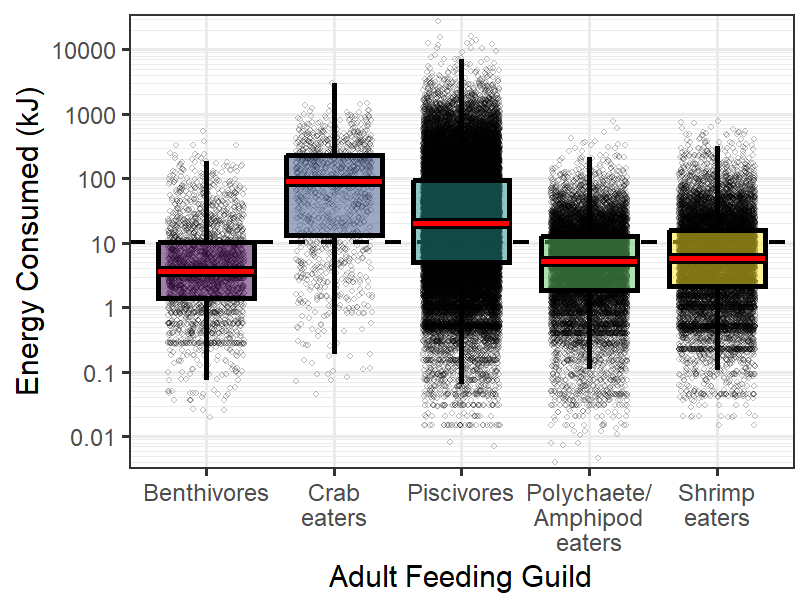 Energy Consumed (kJ)
10000
1000
100
10
1
0.1
0.01
Benthivores
Crab
eaters
Piscivores
Polychaete/
Amphipod
eaters
Shrimp
eaters
Adult Feeding Guild